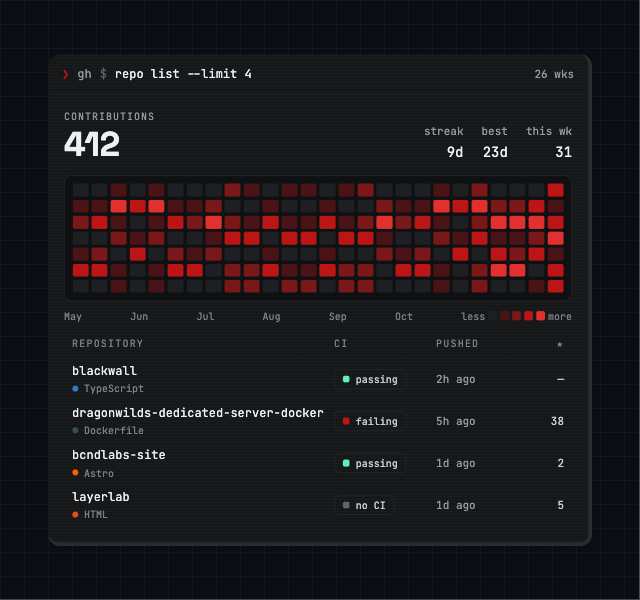 ❯ gh $ repo list --limit 4 26 wks
CONTRIBUTIONS
412
streak best this wk
9d 23d 31
May Jun Jul Aug Sep Oct less more
REPOSITORY CI PUSHED ★
blackwall
TypeScript
passing 2h ago —
dragonwilds-dedicated-server-docker
Dockerfile
failing 5h ago 38
bcndlabs-site
Astro
passing 1d ago 2
layerlab
HTML
no CI 1d ago 5